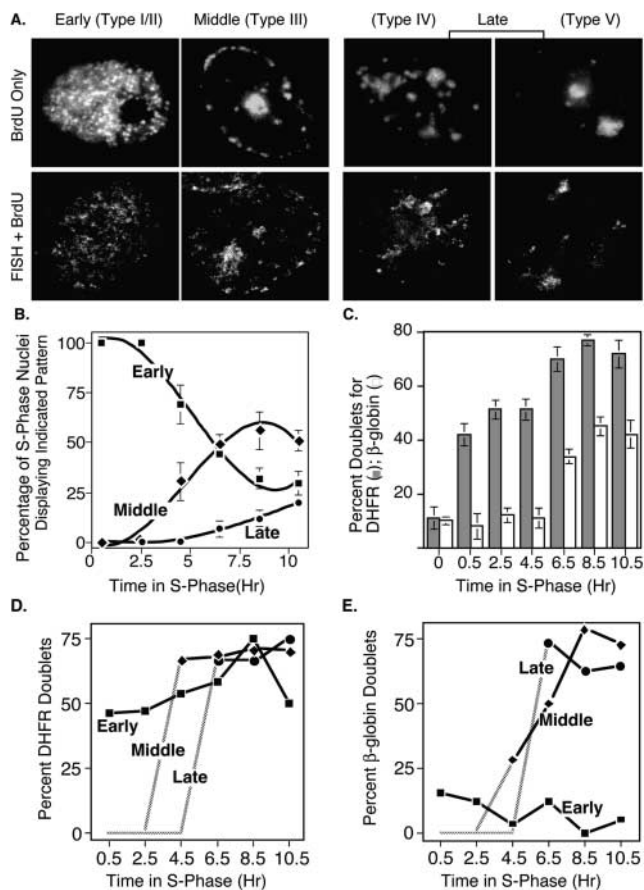 A. Early (Type I/II) Middle (Type III) (Type IV) Late (Type V)
BrdU Only
FISH + BrdU
B.
Percentage of S-Phase Nuclei
Displaying Indicated Pattern
100
75
50
25
0
Early
Middle
Late
0 2.5 5 7.5 10
Time in S-Phase(Hr)
C.
Percent Doublets for
DHFR (▒); β-globin (□)
80
60
40
20
0 0.5 2.5 4.5 6.5 8.5 10.5
Time in S-Phase (Hr)
D.
Percent DHFR Doublets
75
50
25
0
Early
Middle
Late
0.5 2.5 4.5 6.5 8.5 10.5
Time in S-Phase (Hr)
E.
Percent β-globin Doublets
75
50
25
0
Late
Middle
Early
0.5 2.5 4.5 6.5 8.5 10.5
Time in S-Phase (Hr)